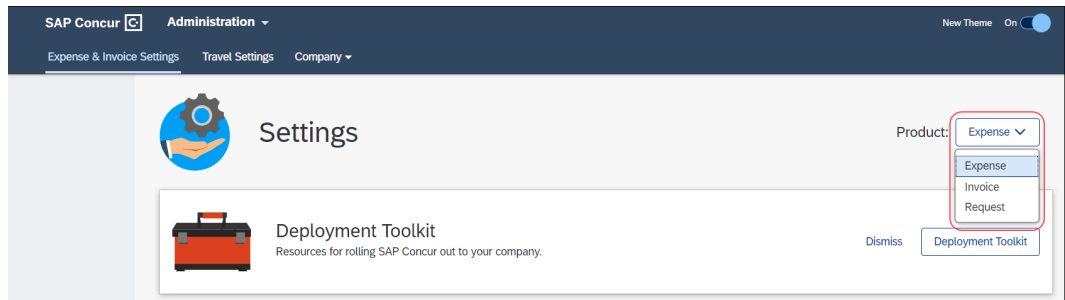 SAP Concur C Administration New Theme On
Expense & Invoice Settings Travel Settings Company
Settings
Product: Expense
Expense
Invoice
Request
Deployment Toolkit
Resources for rolling SAP Concur out to your company.
Dismiss Deployment Toolkit